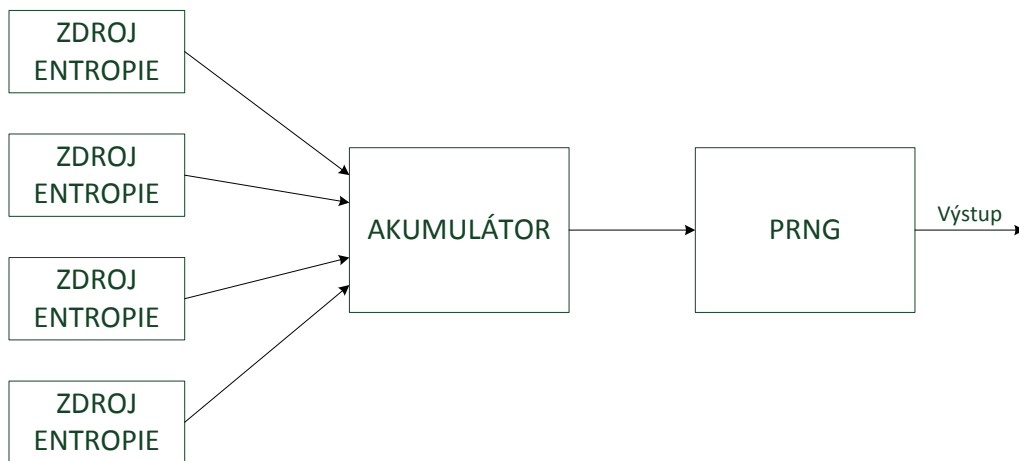 ZDROJ
ENTROPIE
ZDROJ
ENTROPIE
ZDROJ
ENTROPIE
ZDROJ
ENTROPIE
AKUMULÁTOR
PRNG
Výstup